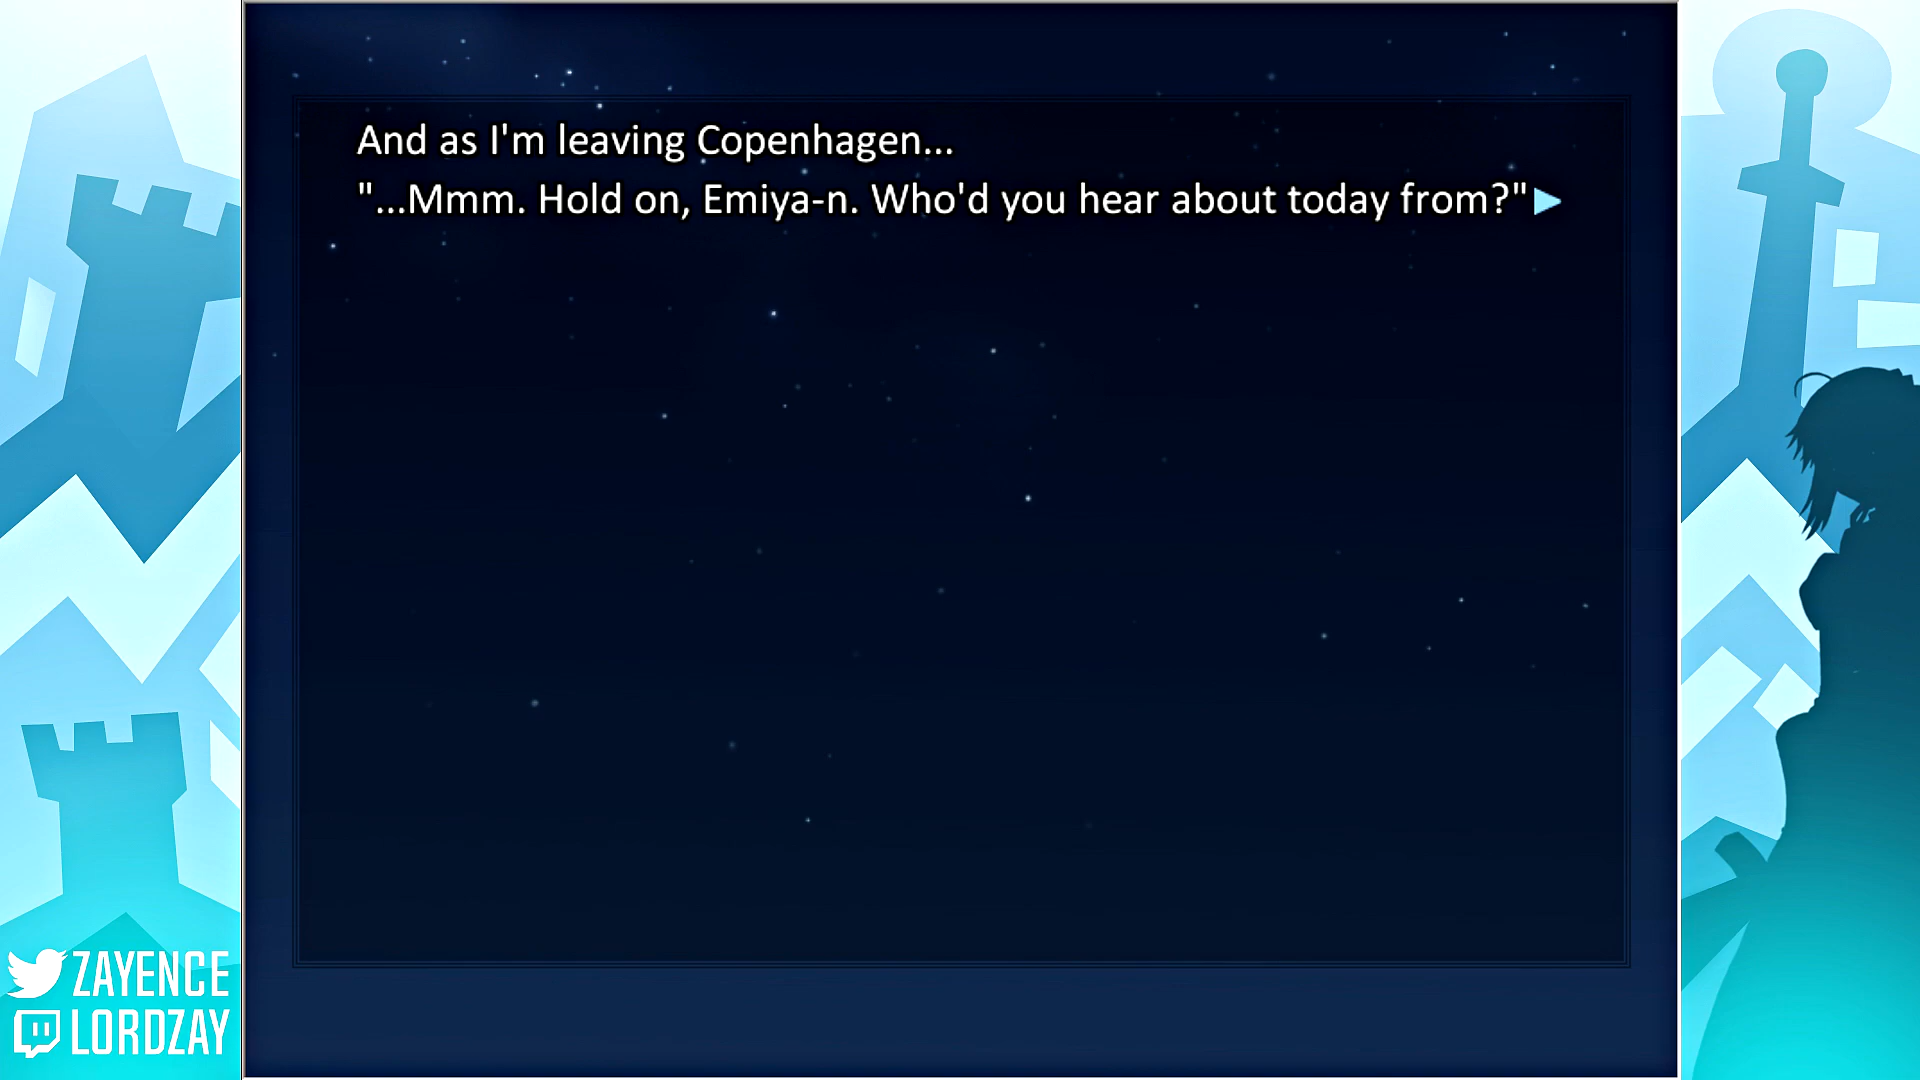 And as I'm leaving Copenhagen...
"...Mmm. Hold on, Emiya-n. Who'd you hear about today from?"
ZAYENCE
LORDZAY